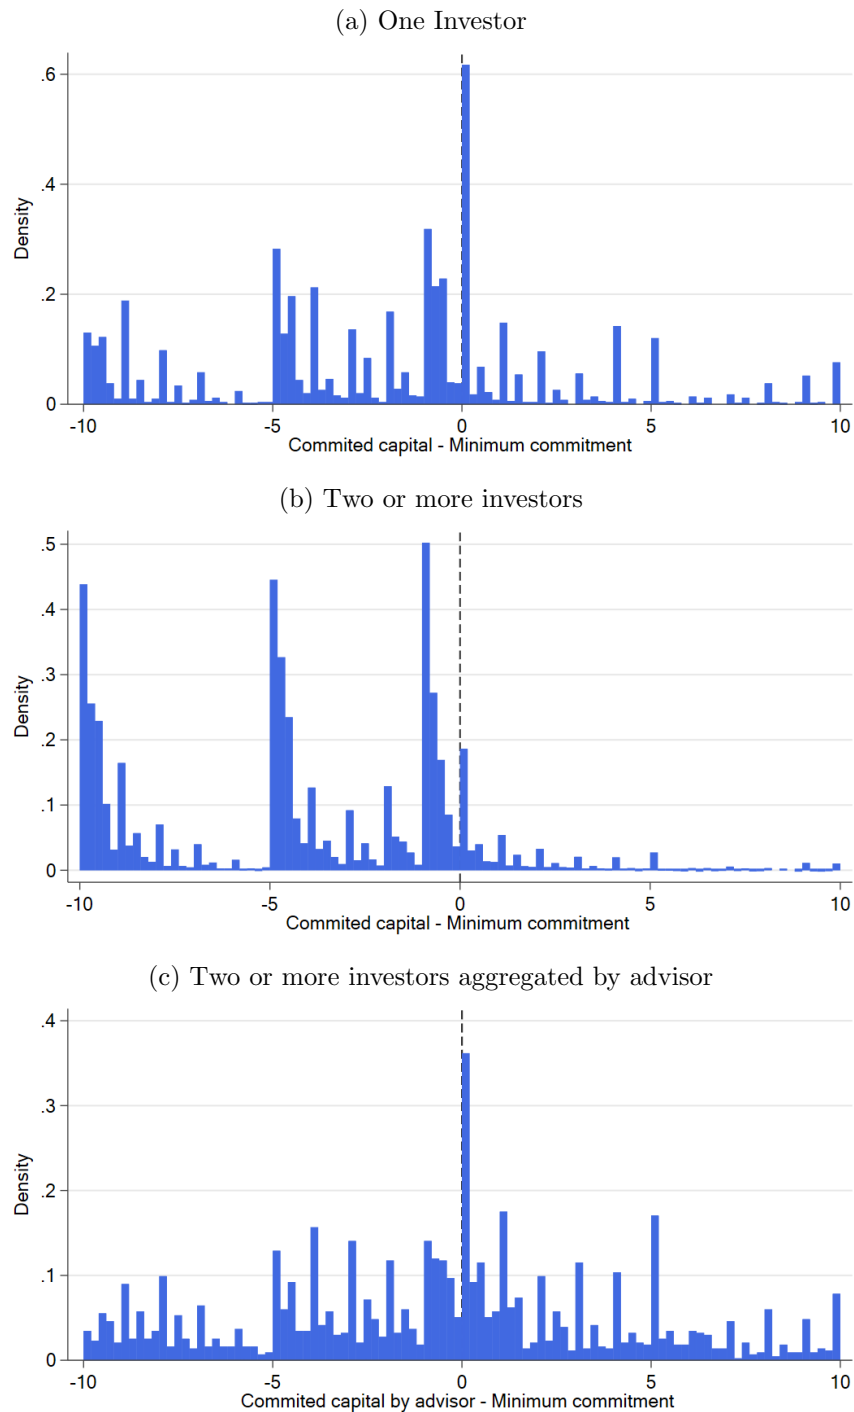 (a) One Investor
.6
.4
.2
0
Density
-10 -5 0 5 10
Commited capital - Minimum commitment
(b) Two or more investors
.5
.4
.3
.2
.1
0
Density
-10 -5 0 5 10
Commited capital - Minimum commitment
(c) Two or more investors aggregated by advisor
.4
.3
.2
.1
0
Density
-10 -5 0 5 10
Commited capital by advisor - Minimum commitment